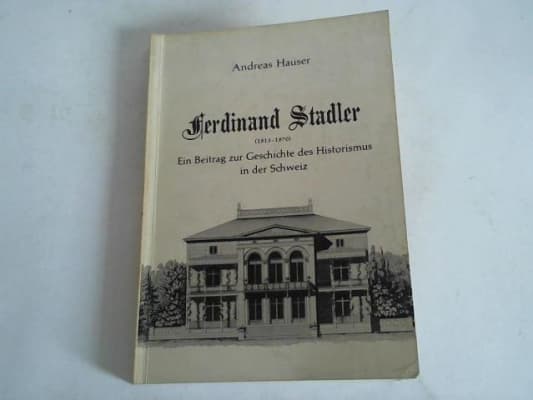 Andreas Hauser
Ferdinand Stadler
(1813–1870)
Ein Beitrag zur Geschichte des Historismus
in der Schweiz